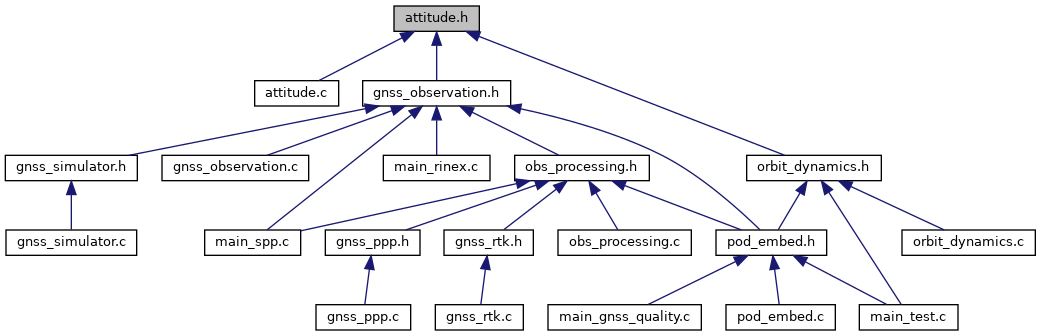 attitude.h
attitude.c
gnss_observation.h
gnss_simulator.h
gnss_observation.c
main_rinex.c
obs_processing.h
orbit_dynamics.h
gnss_simulator.c
main_spp.c
gnss_ppp.h
gnss_rtk.h
obs_processing.c
pod_embed.h
orbit_dynamics.c
gnss_ppp.c
gnss_rtk.c
main_gnss_quality.c
pod_embed.c
main_test.c